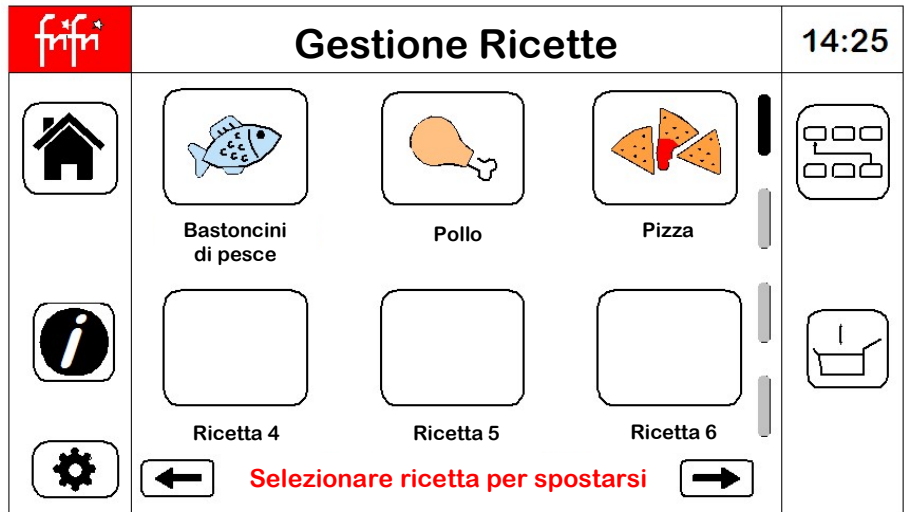 frifri
Gestione Ricette
14:25
Bastoncini
di pesce
Pollo
Pizza
Ricetta 4
Ricetta 5
Ricetta 6
Selezionare ricetta per spostarsi